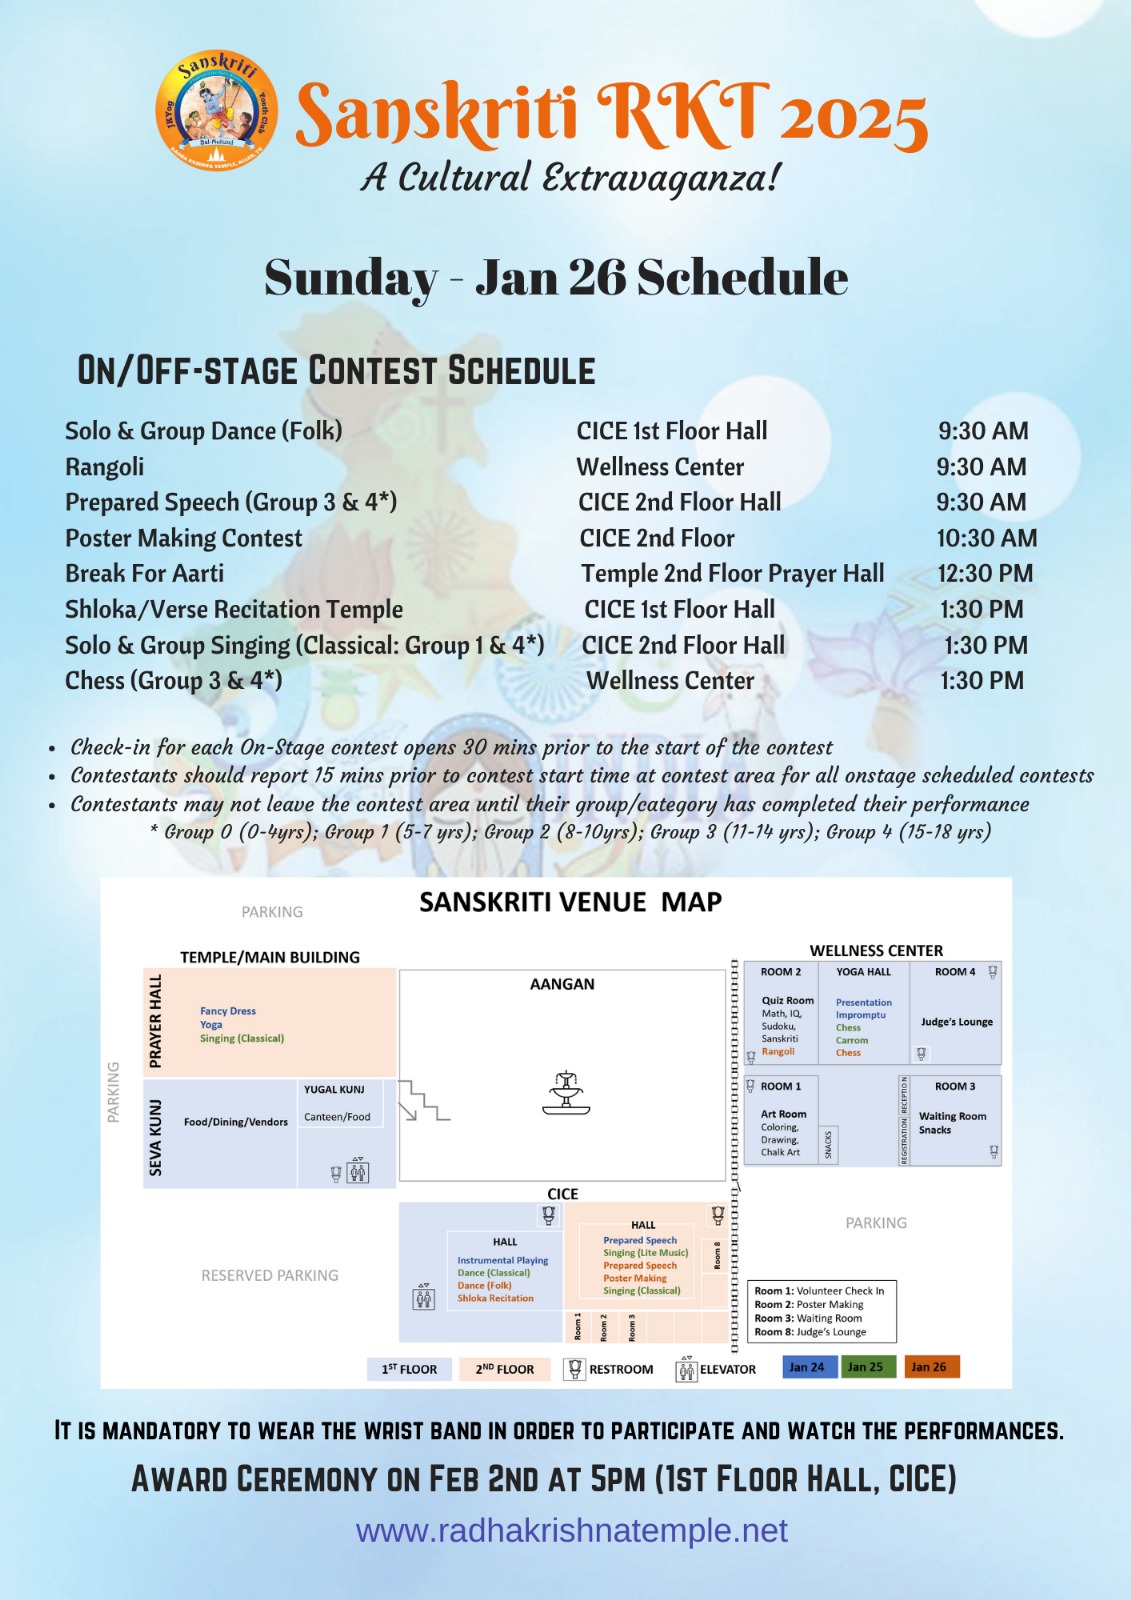 Sanskriti
JKYog
Youth Club
Bal-Mukund
RADHA KRISHNA TEMPLE, ALLEN, TX
Sanskriti RKT 2025
A Cultural Extravaganza!
Sunday - Jan 26 Schedule
On/Off-stage Contest Schedule
Solo & Group Dance (Folk) CICE 1st Floor Hall 9:30 AM
Rangoli Wellness Center 9:30 AM
Prepared Speech (Group 3 & 4*) CICE 2nd Floor Hall 9:30 AM
Poster Making Contest CICE 2nd Floor 10:30 AM
Break For Aarti Temple 2nd Floor Prayer Hall 12:30 PM
Shloka/Verse Recitation Temple CICE 1st Floor Hall 1:30 PM
Solo & Group Singing (Classical: Group 1 & 4*) CICE 2nd Floor Hall 1:30 PM
Chess (Group 3 & 4*) Wellness Center 1:30 PM
INDIA
• Check-in for each On-Stage contest opens 30 mins prior to the start of the contest
• Contestants should report 15 mins prior to contest start time at contest area for all onstage scheduled contests
• Contestants may not leave the contest area until their group/category has completed their performance
* Group 0 (0-4yrs); Group 1 (5-7 yrs); Group 2 (8-10yrs); Group 3 (11-14 yrs); Group 4 (15-18 yrs)
SANSKRITI VENUE MAP
PARKING
TEMPLE/MAIN BUILDING
PRAYER HALL
Fancy Dress
Yoga
Singing (Classical)
PARKING
SEVA KUNJ
Food/Dining/Vendors
YUGAL KUNJ
Canteen/Food
AANGAN
WELLNESS CENTER
ROOM 2
Quiz Room
Math, IQ,
Sudoku,
Sanskriti
Rangoli
YOGA HALL
Presentation
Impromptu
Chess
Carrom
Chess
ROOM 4
Judge's Lounge
ROOM 1
Art Room
Coloring,
Drawing,
Chalk Art
SNACKS
REGISTRATION
RECEPTION
ROOM 3
Waiting Room
Snacks
CICE
HALL
Instrumental Playing
Dance (Classical)
Dance (Folk)
Shloka Recitation
HALL
Prepared Speech
Singing (Lite Music)
Prepared Speech
Poster Making
Singing (Classical)
Room 8
Room 1
Room 2
Room 3
RESERVED PARKING
PARKING
Room 1: Volunteer Check In
Room 2: Poster Making
Room 3: Waiting Room
Room 8: Judge's Lounge
1ST FLOOR
2ND FLOOR
RESTROOM
ELEVATOR
Jan 24
Jan 25
Jan 26
It is mandatory to wear the wrist band in order to participate and watch the performances.
Award Ceremony on Feb 2nd at 5pm (1st Floor Hall, CICE)
www.radhakrishnatemple.net